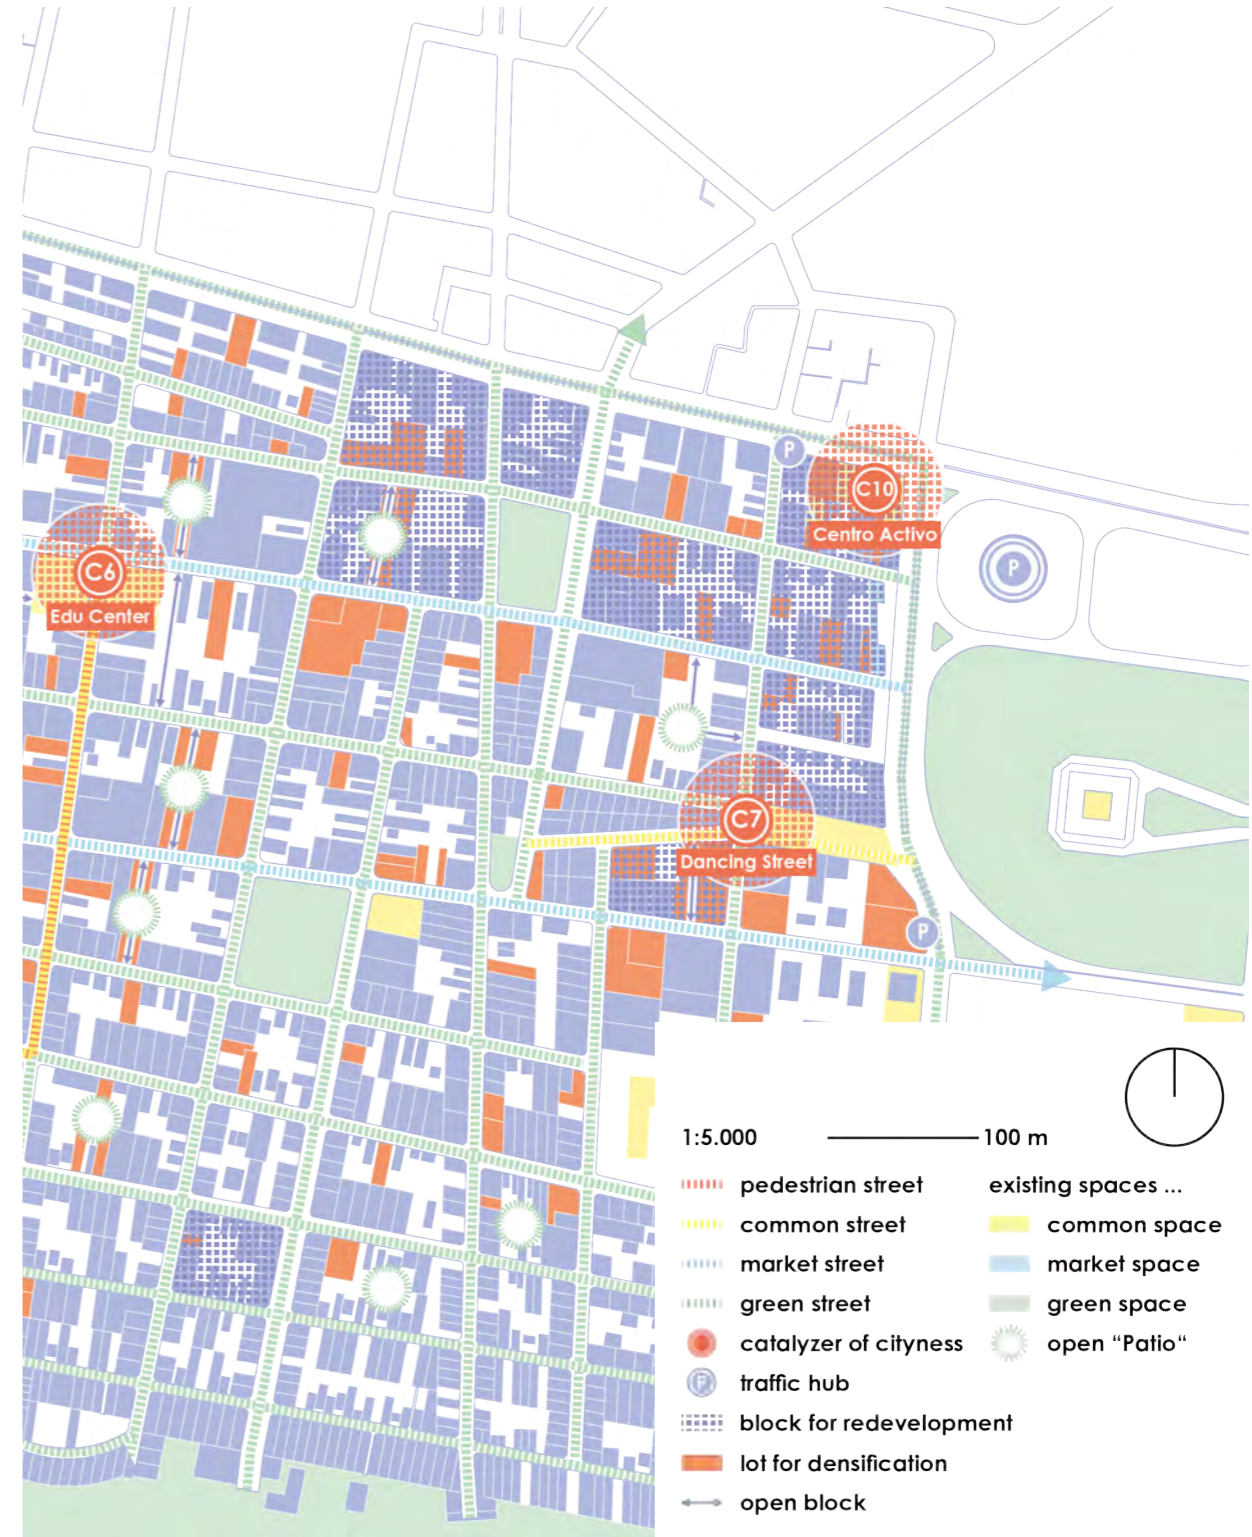 P
C10
Centro Activo
P
C6
Edu Center
C7
Dancing Street
P
1:5.000 100 m
pedestrian street
common street
market street
green street
catalyzer of cityness
P traffic hub
block for redevelopment
lot for densification
open block
existing spaces ...
common space
market space
green space
open “Patio“